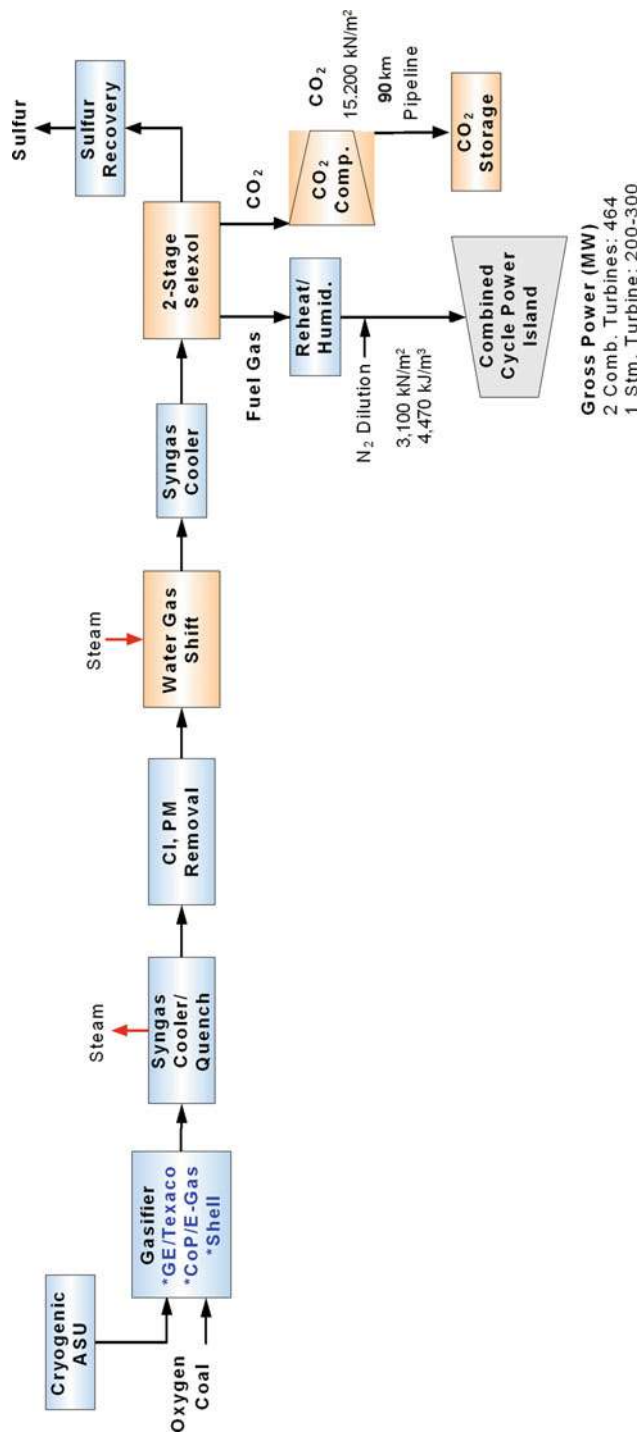 Cryogenic
ASU
Oxygen
Coal
Gasifier
*GE/Texaco
*CoP/E-Gas
*Shell
Steam
Syngas
Cooler/
Quench
Cl, PM
Removal
Steam
Water Gas
Shift
Syngas
Cooler
2-Stage
Selexol
Sulfur
Sulfur
Recovery
Fuel Gas
CO₂
Reheat/
Humid.
N₂ Dilution
3,100 kN/m²
4,470 kJ/m³
Combined
Cycle Power
Island
Gross Power (MW)
2 Comb. Turbines: 464
1 Stm. Turbine: 200-300
CO₂
Comp.
CO₂
15.200 kN/m²
90 km
Pipeline
CO₂
Storage